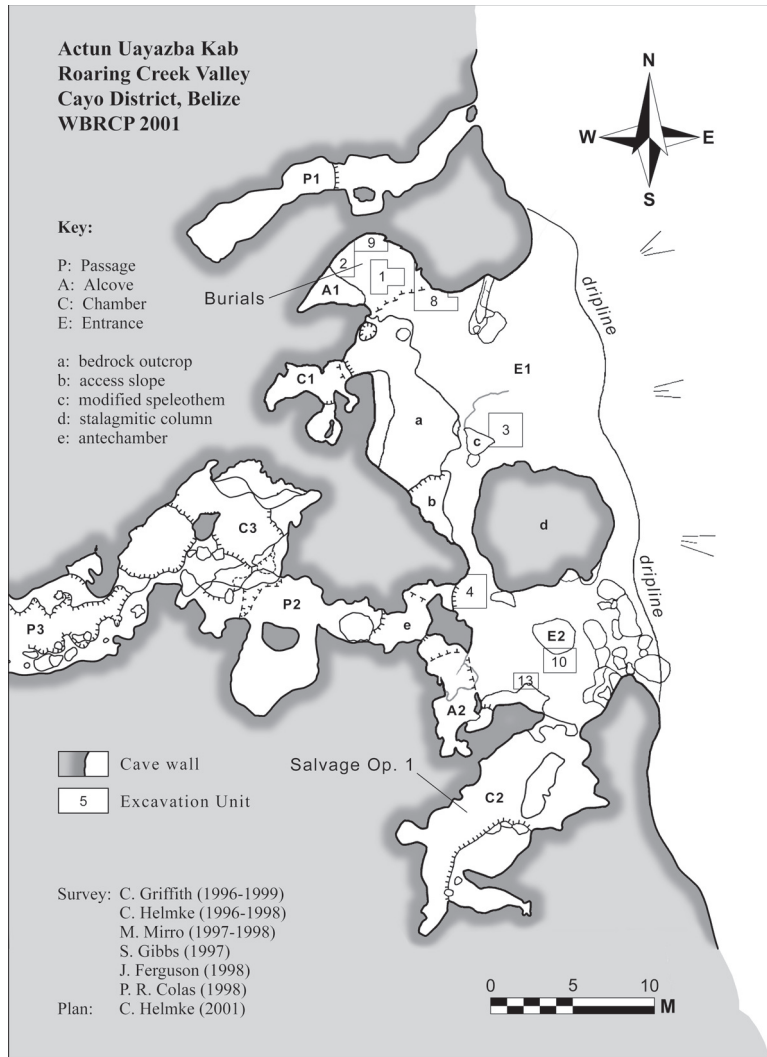 Actun Uayazba Kab
Roaring Creek Valley
Cayo District, Belize
WBRCP 2001
N
W E
S
P1
Key:
P: Passage
A: Alcove
C: Chamber
E: Entrance
a: bedrock outcrop
b: access slope
c: modified speleothem
d: stalagmitic column
e: antechamber
9
2
1
Burials
A1
8
dripline
E1
C1
a
3
c
b
d
C3
dripline
4
P2
P3
e
E2
10
13
A2
Cave wall
Salvage Op. 1
5 Excavation Unit
C2
Survey: C. Griffith (1996-1999)
C. Helmke (1996-1998)
M. Mirro (1997-1998)
S. Gibbs (1997)
J. Ferguson (1998)
P. R. Colas (1998)
Plan: C. Helmke (2001)
0 5 10
M